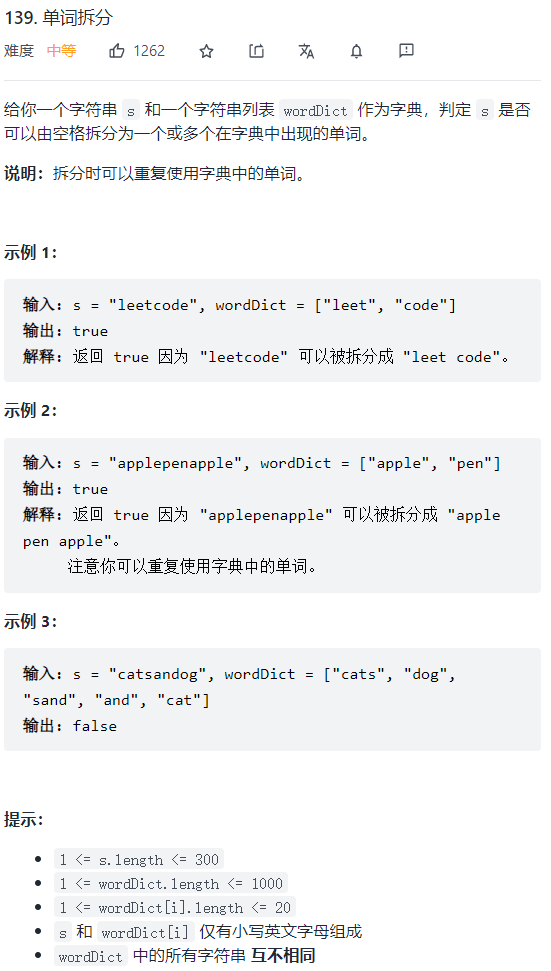 139. 单词拆分
难度 中等 1262
给你一个字符串 s 和一个字符串列表 wordDict 作为字典，判定 s 是否
可以由空格拆分为一个或多个在字典中出现的单词。
说明：拆分时可以重复使用字典中的单词。
示例 1：
输入: s = "leetcode", wordDict = ["leet", "code"]
输出: true
解释: 返回 true 因为 "leetcode" 可以被拆分成 "leet code"。
示例 2：
输入: s = "applepenapple", wordDict = ["apple", "pen"]
输出: true
解释: 返回 true 因为 "applepenapple" 可以被拆分成 "apple
pen apple"。
注意你可以重复使用字典中的单词。
示例 3：
输入: s = "catsandog", wordDict = ["cats", "dog",
"sand", "and", "cat"]
输出: false
提示：
1 <= s.length <= 300
1 <= wordDict.length <= 1000
1 <= wordDict[i].length <= 20
s 和 wordDict[i] 仅有小写英文字母组成
wordDict 中的所有字符串 互不相同